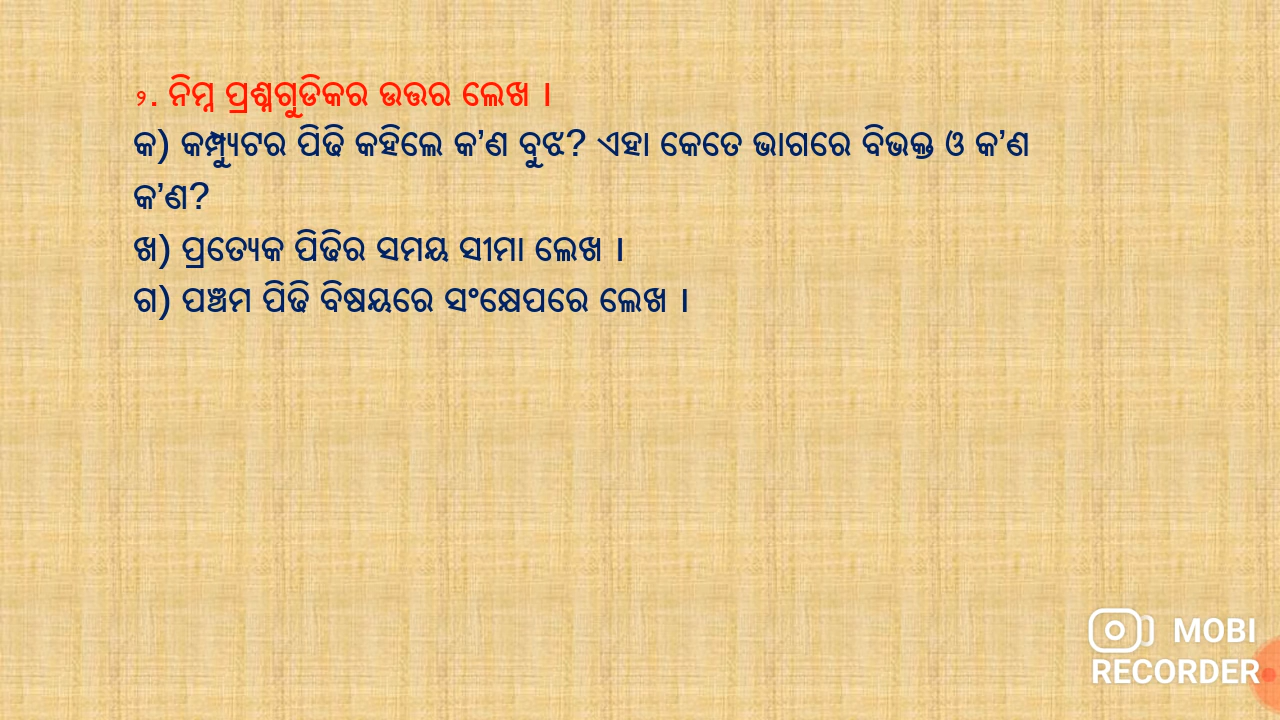 ୨. ନିମ୍ନ ପ୍ରଶ୍ନଗୁଡିକର ଉତ୍ତର ଲେଖ ।
କ) କମ୍ପ୍ୟୁଟର ପିଢି କହିଲେ କ’ଣ ବୁଝ? ଏହା କେତେ ଭାଗରେ ବିଭକ୍ତ ଓ କ’ଣ
କ’ଣ?
ଖ) ପ୍ରତ୍ୟେକ ପିଢିର ସମୟ ସୀମା ଲେଖ ।
ଗ) ପଞ୍ଚମ ପିଢି ବିଷୟରେ ସଂକ୍ଷେପରେ ଲେଖ ।
MOBI
RECORDER